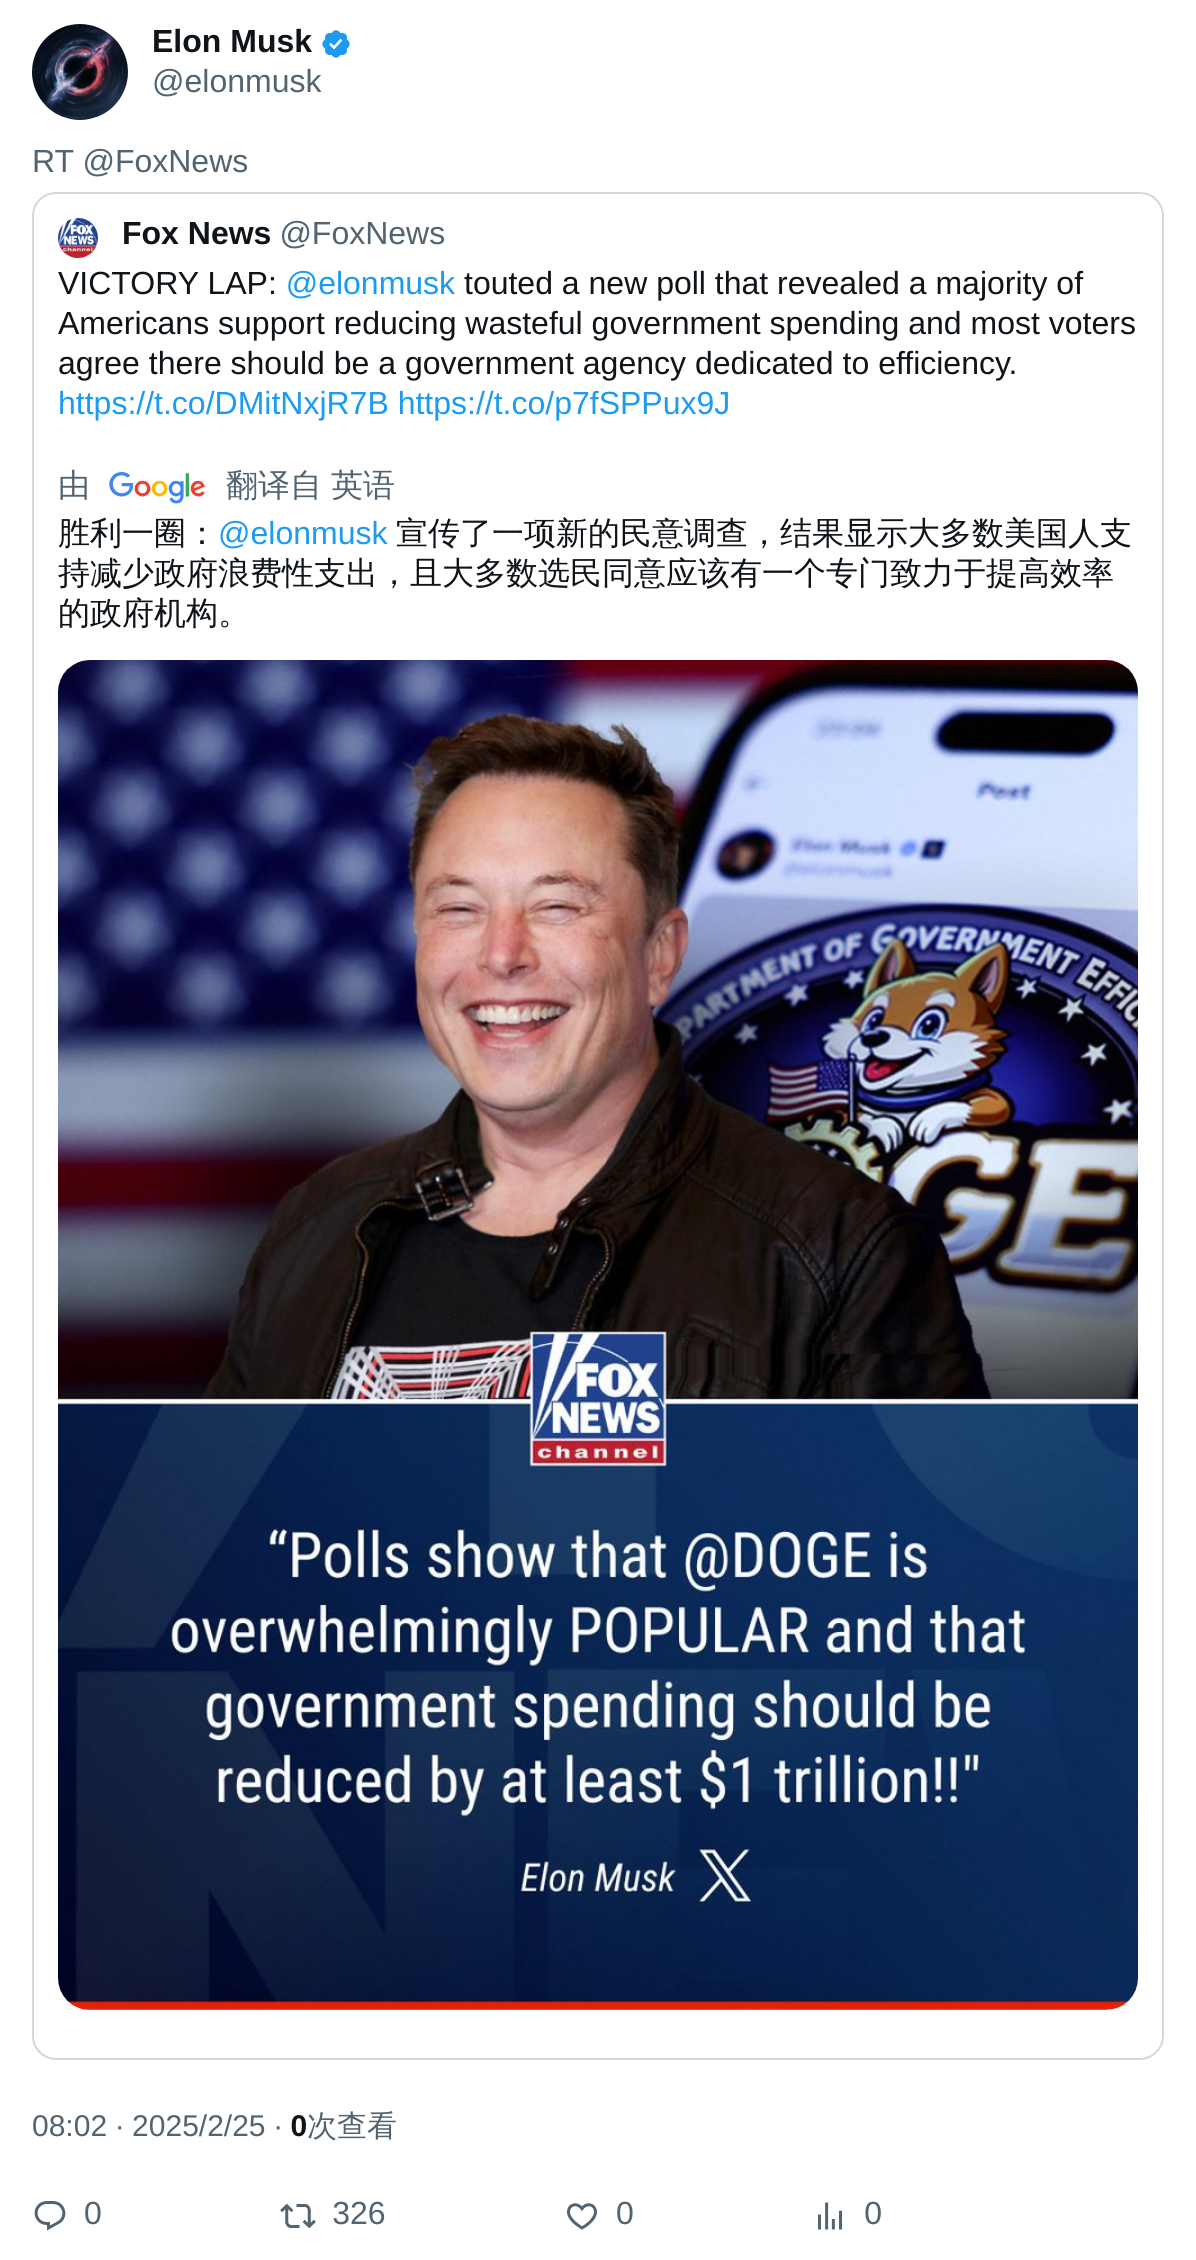 Elon Musk
@elonmusk
RT @FoxNews
FOX
NEWS
channel
Fox News @FoxNews
VICTORY LAP: @elonmusk touted a new poll that revealed a majority of
Americans support reducing wasteful government spending and most voters
agree there should be a government agency dedicated to efficiency.
https://t.co/DMitNxjR7B https://t.co/p7fSPPux9J
由 Google 翻译自 英语
胜利一圈：@elonmusk 宣传了一项新的民意调查，结果显示大多数美国人支
持减少政府浪费性支出，且大多数选民同意应该有一个专门致力于提高效率
的政府机构。
Post
Elon Musk
@elonmusk
PARTMENT OF GOVERNMENT EFFIC
GE
FOX
NEWS
channel
“Polls show that @DOGE is
overwhelmingly POPULAR and that
government spending should be
reduced by at least $1 trillion!!"
Elon Musk X
08:02 · 2025/2/25 · 0次查看
0 326 0 0